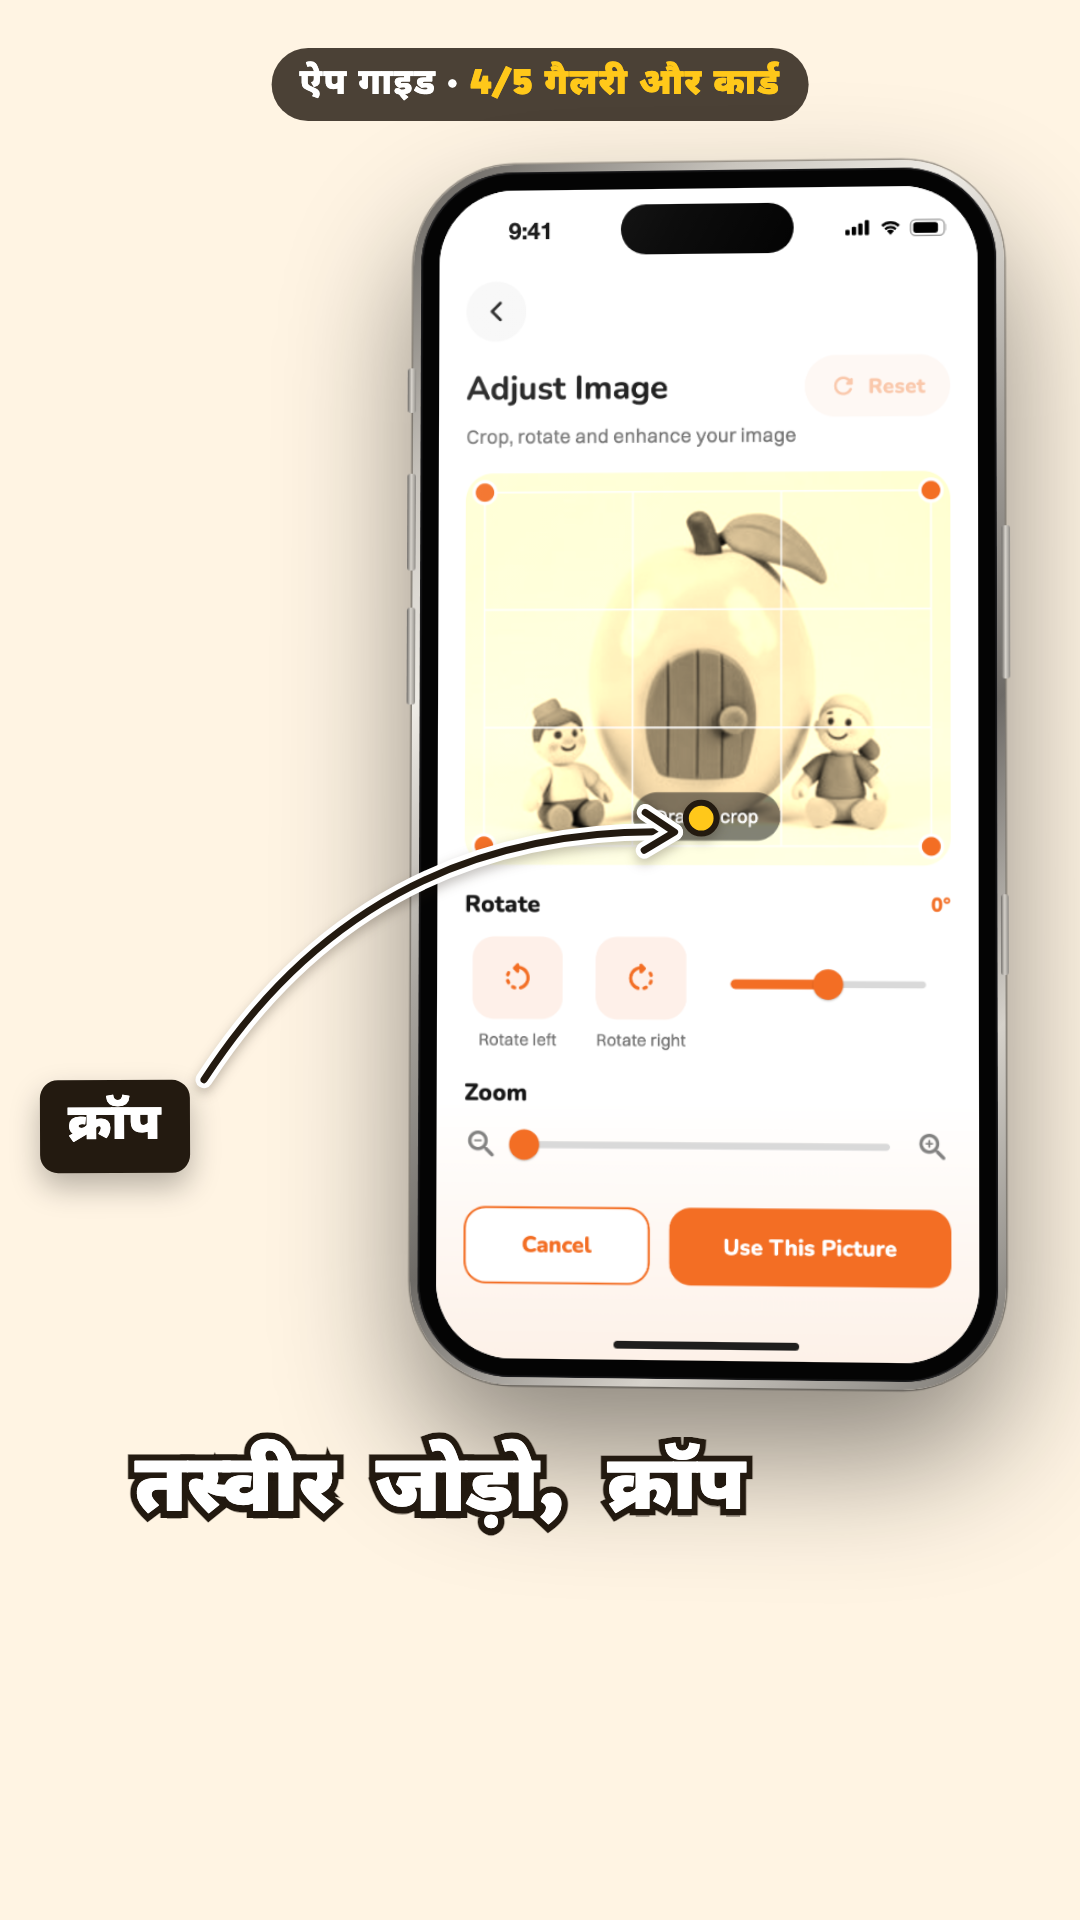 ऐप गाइड · 4/5 गैलरी और कार्ड
9:41
Adjust Image
Reset
Crop, rotate and enhance your image
crop
Rotate
0°
Rotate left
Rotate right
Zoom
क्रॉप
Cancel
Use This Picture
तस्वीर जोड़ो, क्रॉप